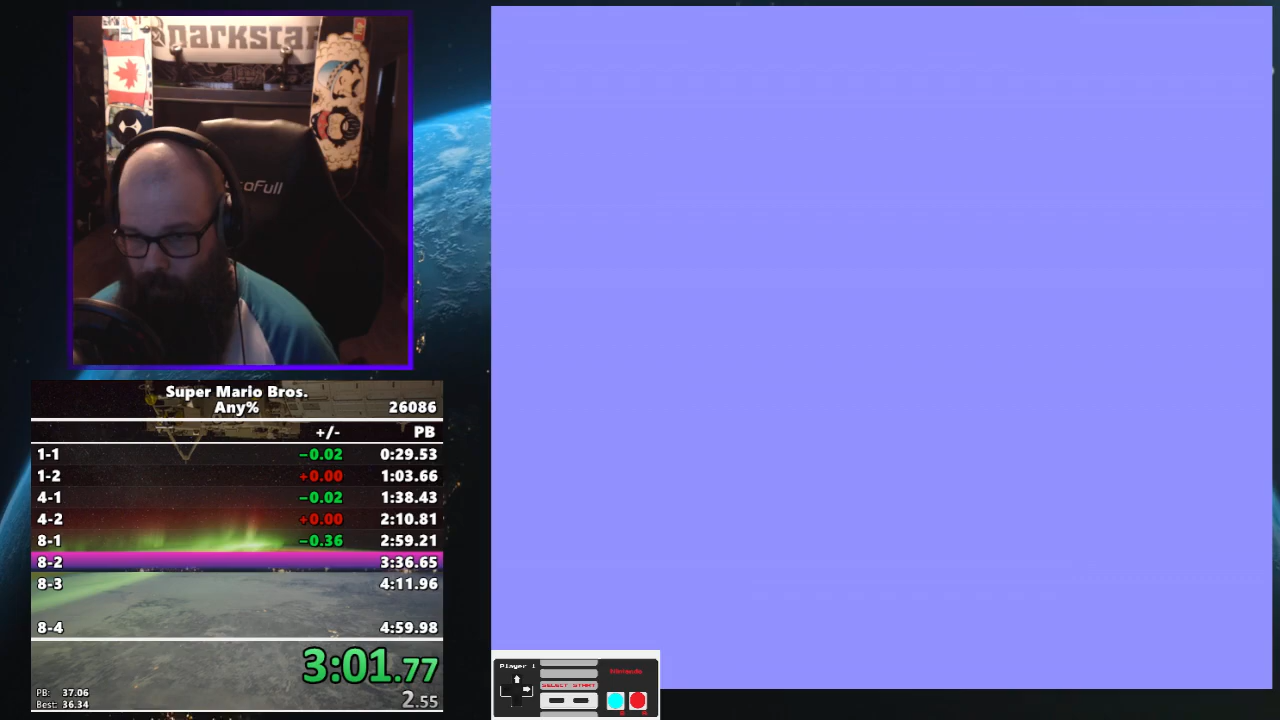 parkstar
oFull
Super Mario Bros.
Any% 26086
+/- PB
1-1 -0.02 0:29.53
1-2 +0.00 1:03.66
4-1 -0.02 1:38.43
4-2 +0.00 2:10.81
8-1 -0.36 2:59.21
8-2 3:36.65
8-3 4:11.96
8-4 4:59.98
3:01.77
PB: 37.06 2.55
Best: 36.34
Player 1
Nintendo
SELECT START